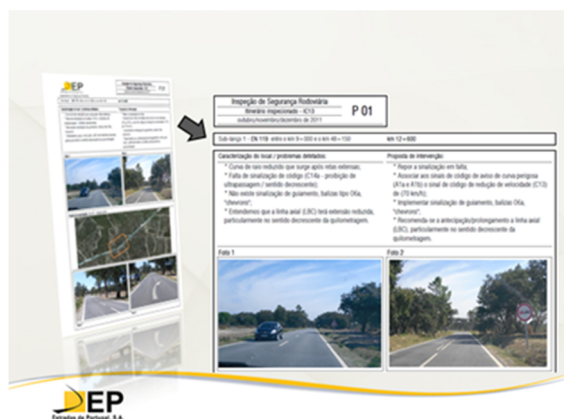 EP
Inspeção de Segurança Rodoviária
Itinerário inspecionado - IC13
outubro/novembro/dezembro de 2011
P 01
Sub-lanço 1 - EN 119 entre o km 9+000 e o km 48+150
km 12+600
Caracterização do local / problemas detetados:
* Curva de raio reduzido que surge após retas extensas;
* Falta de sinalização de código (C14a - proibição de
ultrapassagem / sentido decrescente);
* Não existe sinalização de guiamento, balizas tipo O6a,
"chevrons";
* Entendemos que a linha axial (LBC) terá extensão reduzida,
particularmente no sentido decrescente da quilometragem.
Proposta de intervenção:
* Repor a sinalização em falta;
* Associar aos sinais de código de aviso de curva perigosa
(A1a e A1b) o sinal de código de redução de velocidade (C13)
de (70 km/h);
* Implementar sinalização de guiamento, balizas O6a,
"chevrons";
* Recomenda-se a antecipação/prolongamento a linha axial
(LBC), particularmente no sentido decrescente da
quilometragem.
Foto 1
Foto 2
EP
Estradas de Portugal, S.A.